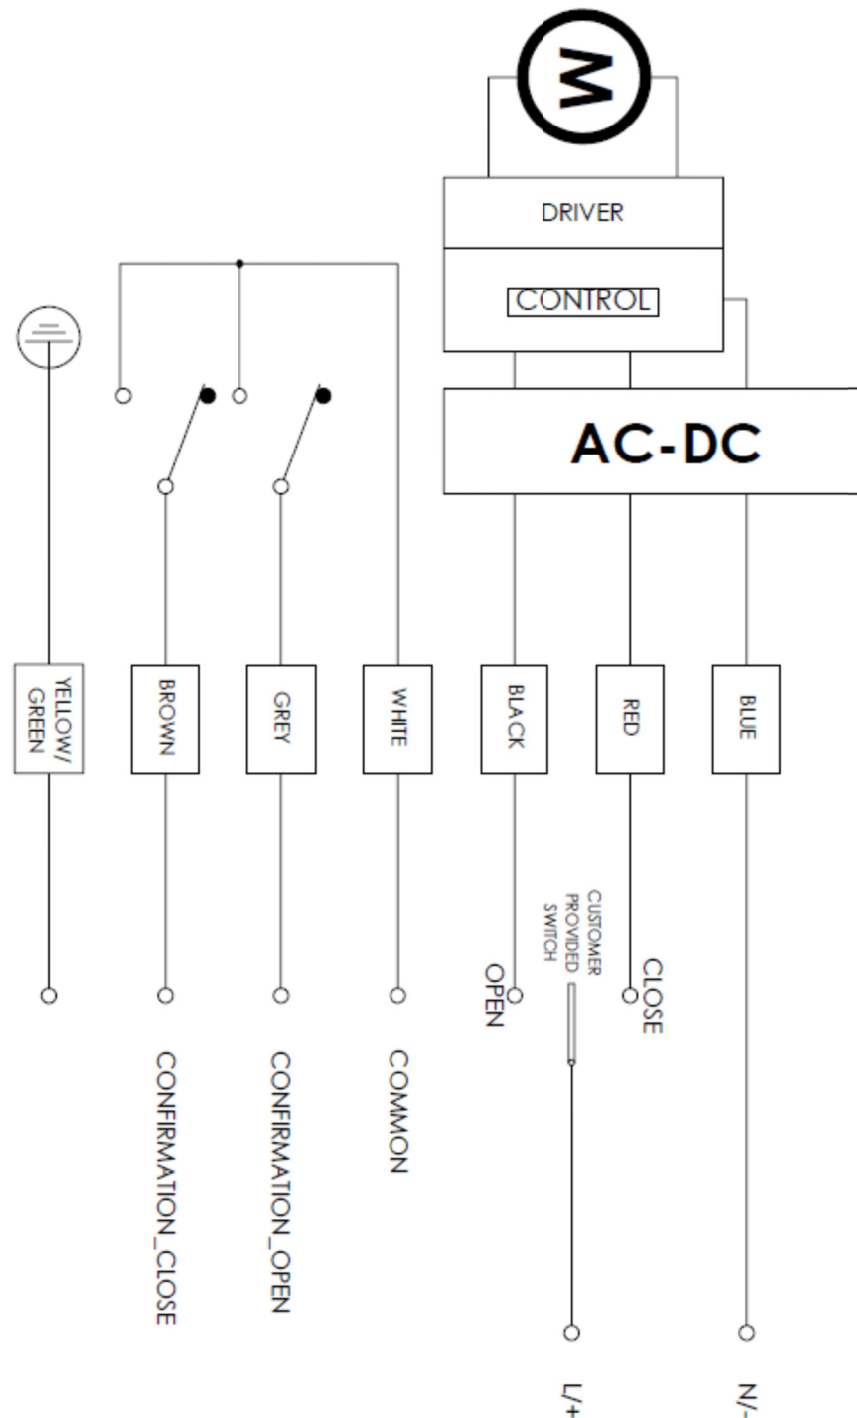 M
DRIVER
CONTROL
AC-DC
YELLOW/
GREEN
BROWN
GREY
WHITE
BLACK
RED
BLUE
CUSTOMER
PROVIDED
SWITCH
OPEN
CLOSE
CONFIRMATION_CLOSE
CONFIRMATION_OPEN
COMMON
L/+
N/-